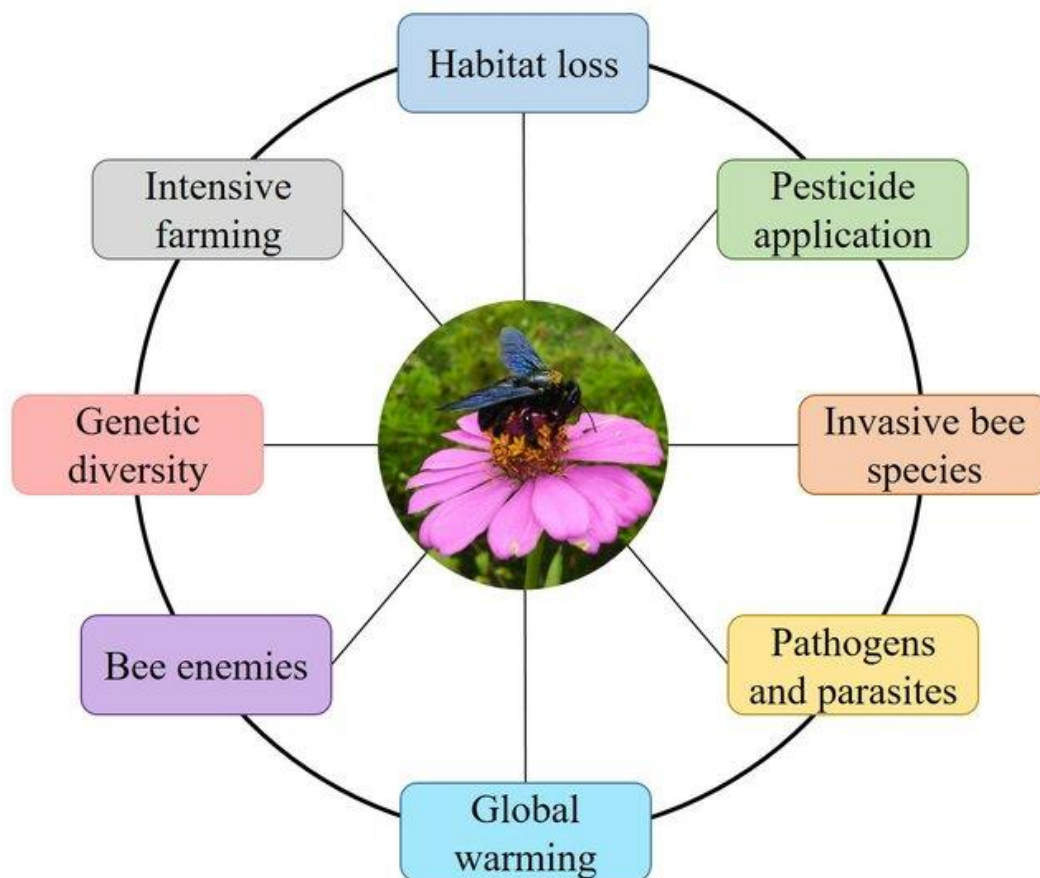 Habitat loss
Pesticide
application
Invasive bee
species
Pathogens
and parasites
Global
warming
Bee enemies
Genetic
diversity
Intensive
farming